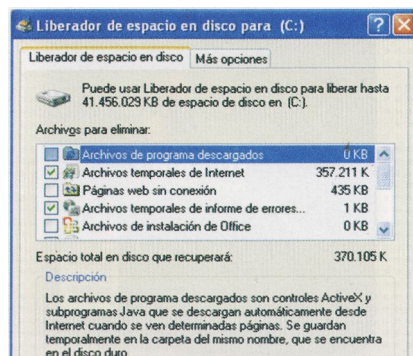 Liberador de espacio en disco para (C:)
Liberador de espacio en disco Más opciones
Puede usar Liberador de espacio en disco para liberar hasta
41.456.029 KB de espacio de disco en (C:).
Archivos para eliminar:
Archivos de programa descargados 0 KB
Archivos temporales de Internet 357.211 K
Páginas web sin conexión 435 KB
Archivos temporales de informe de errores... 1 KB
Archivos de instalación de Office 0 KB
Espacio total en disco que recuperará: 370.105 K
Descripción
Los archivos de programa descargados son controles ActiveX y
subprogramas Java que se descargan automáticamente desde
Internet cuando se ven determinadas páginas. Se guardan
temporalmente en la carpeta del mismo nombre, que se encuentra
en el disco duro.